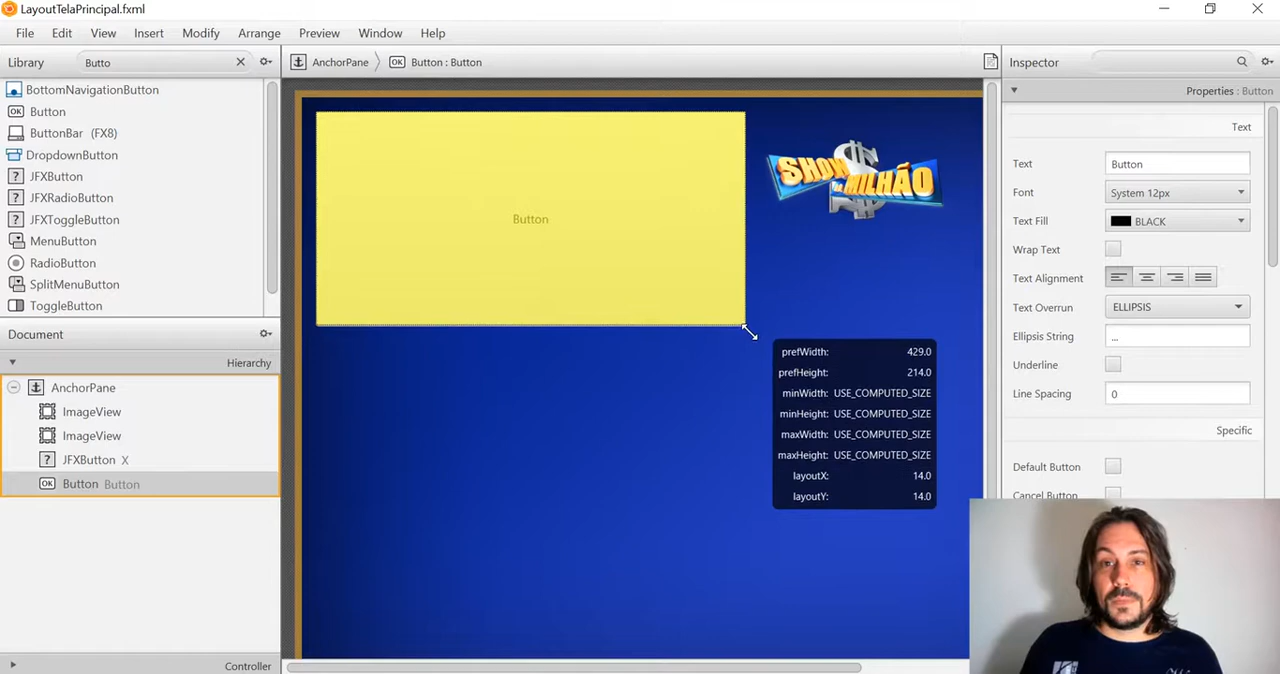 LayoutTelaPrincipal.fxml
File Edit View Insert Modify Arrange Preview Window Help
Library Butto
AnchorPane Button : Button
Inspector
BottomNavigationButton
Button
ButtonBar (FX8)
DropdownButton
JFXButton
JFXRadioButton
JFXToggleButton
MenuButton
RadioButton
SplitMenuButton
ToggleButton
Document
Hierarchy
AnchorPane
ImageView
ImageView
JFXButton X
Button Button
Controller
Button
SHOW
DO MILHÃO
prefWidth: 429.0
prefHeight: 214.0
minWidth: USE_COMPUTED_SIZE
minHeight: USE_COMPUTED_SIZE
maxWidth: USE_COMPUTED_SIZE
maxHeight: USE_COMPUTED_SIZE
layoutX: 14.0
layoutY: 14.0
Properties : Button
Text
Text Button
Font System 12px
Text Fill BLACK
Wrap Text
Text Alignment
Text Overrun ELLIPSIS
Ellipsis String ...
Underline
Line Spacing 0
Specific
Default Button
Cancel Button